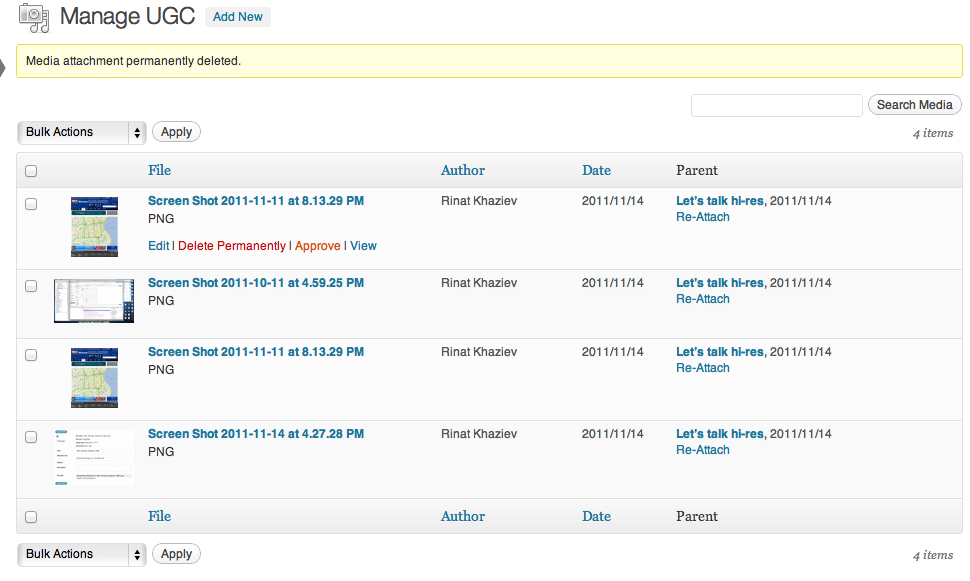 Manage UGC Add New
Media attachment permanently deleted.
Search Media
Bulk Actions Apply 4 items
File Author Date Parent
Screen Shot 2011-11-11 at 8.13.29 PM Rinat Khaziev 2011/11/14 Let's talk hi-res, 2011/11/14
PNG Re-Attach
Edit | Delete Permanently | Approve | View
Screen Shot 2011-10-11 at 4.59.25 PM Rinat Khaziev 2011/11/14 Let's talk hi-res, 2011/11/14
PNG Re-Attach
Screen Shot 2011-11-11 at 8.13.29 PM Rinat Khaziev 2011/11/14 Let's talk hi-res, 2011/11/14
PNG Re-Attach
Screen Shot 2011-11-14 at 4.27.28 PM Rinat Khaziev 2011/11/14 Let's talk hi-res, 2011/11/14
PNG Re-Attach
File Author Date Parent
Bulk Actions Apply 4 items